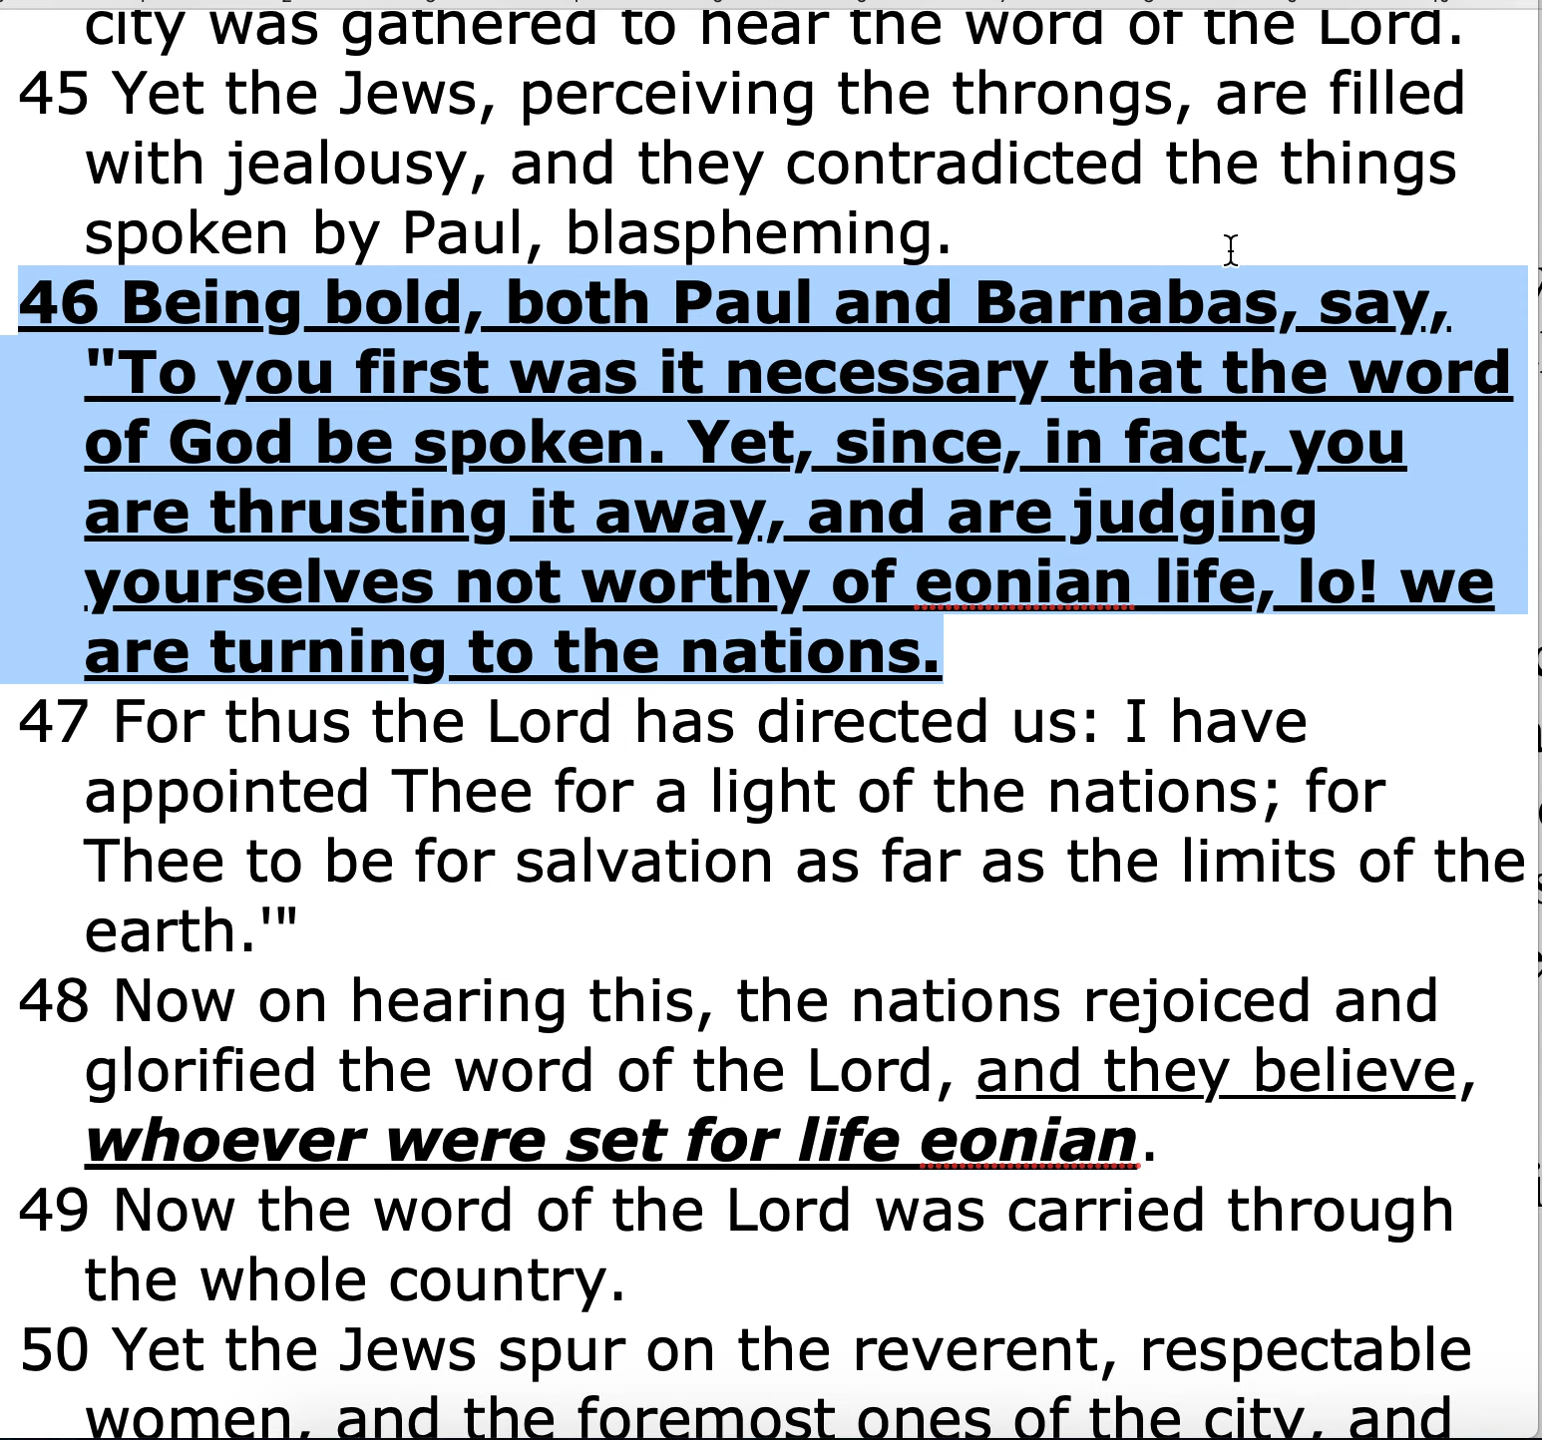 city was gathered to hear the word of the Lord.
45 Yet the Jews, perceiving the throngs, are filled
with jealousy, and they contradicted the things
spoken by Paul, blaspheming.
46 Being bold, both Paul and Barnabas, say,
"To you first was it necessary that the word
of God be spoken. Yet, since, in fact, you
are thrusting it away, and are judging
yourselves not worthy of eonian life, lo! we
are turning to the nations.
47 For thus the Lord has directed us: I have
appointed Thee for a light of the nations; for
Thee to be for salvation as far as the limits of the
earth.'"
48 Now on hearing this, the nations rejoiced and
glorified the word of the Lord, and they believe,
whoever were set for life eonian.
49 Now the word of the Lord was carried through
the whole country.
50 Yet the Jews spur on the reverent, respectable
women, and the foremost ones of the city, and